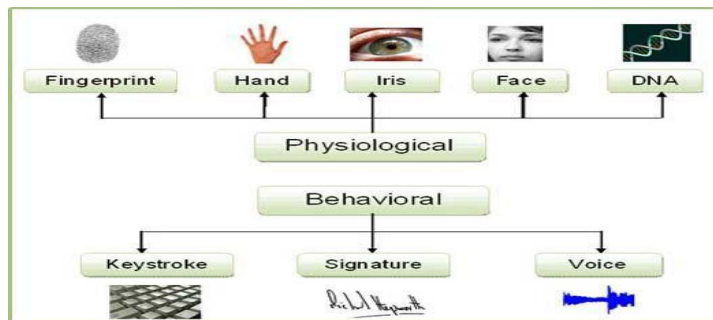 Fingerprint Hand Iris Face DNA
Physiological
Behavioral
Keystroke Signature Voice